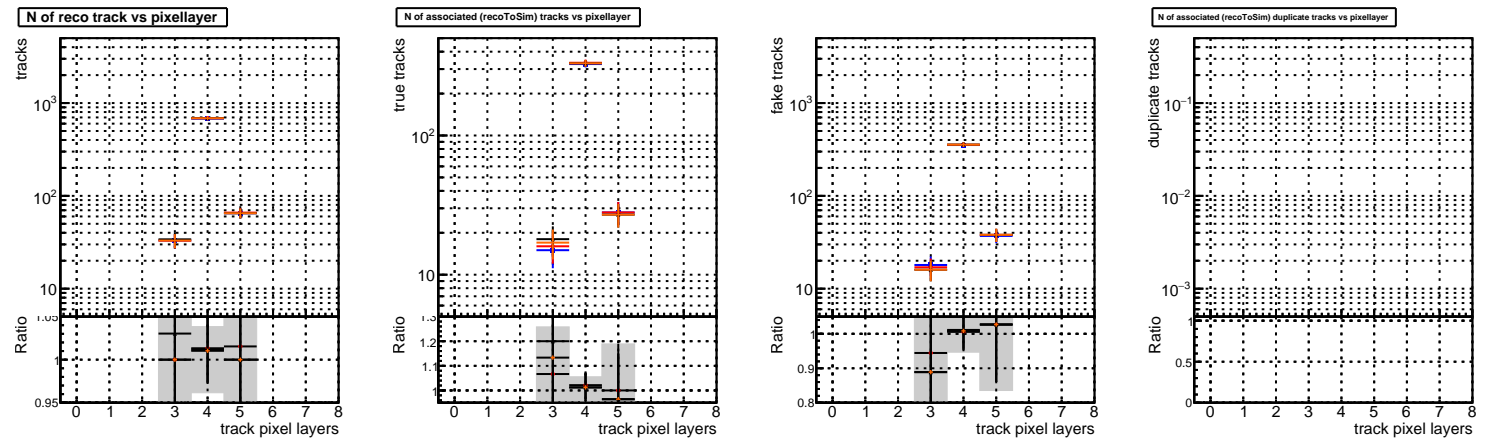 N of reco track vs pixellayer
tracks
10³
10²
10
Ratio
1.05
1
0.95
0 1 2 3 4 5 6 7 8
track pixel layers
N of associated (recoToSim) tracks vs pixellayer
true tracks
10²
10
Ratio
1.3
1.2
1.1
1
0 1 2 3 4 5 6 7 8
track pixel layers
fake tracks
10³
10²
10
Ratio
1
0.9
0.8
0 1 2 3 4 5 6 7 8
track pixel layers
N of associated (recoToSim) duplicate tracks vs pixellayer
duplicate tracks
10⁻¹
10⁻²
10⁻³
Ratio
1
0.5
0
0 1 2 3 4 5 6 7 8
track pixel layers